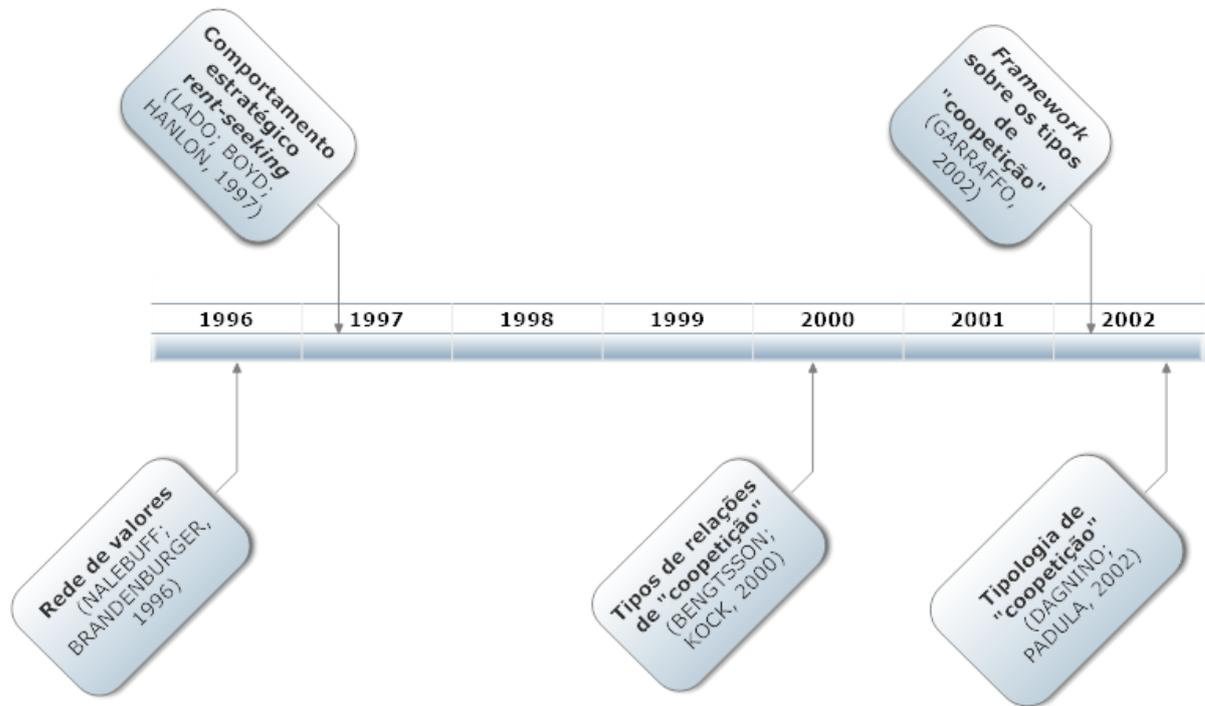 Comportamento
estratégico
rent-seeking
(LADO; BOYD;
HANLON, 1997)
Framework
sobre os tipos
de
"coopetição"
(GARRAFFO,
2002)
1996 1997 1998 1999 2000 2001 2002
Rede de valores
(NALEBUFF;
BRANDENBURGER,
1996)
Tipos de relações
de "coopetição"
(BENGTSSON;
KOCK, 2000)
Tipologia de
"coopetição"
(DAGNINO;
PADULA, 2002)